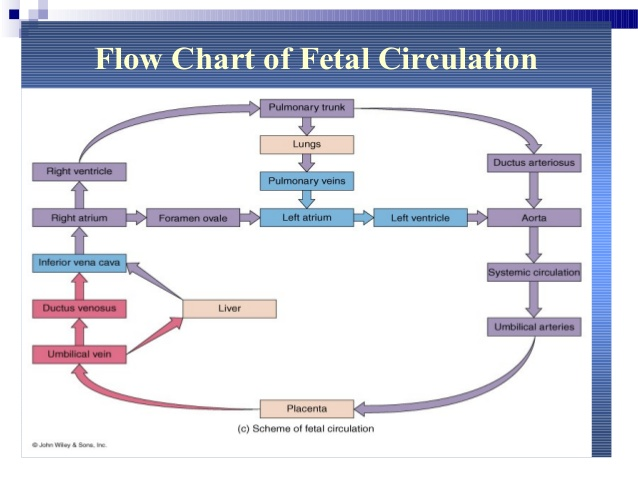 Flow Chart of Fetal Circulation
Pulmonary trunk
Lungs
Ductus arteriosus
Right ventricle
Pulmonary veins
Right atrium
Foramen ovale
Left atrium
Left ventricle
Aorta
Inferior vena cava
Systemic circulation
Ductus venosus
Liver
Umbilical arteries
Umbilical vein
Placenta
(c) Scheme of fetal circulation
© John Wiley & Sons, Inc.